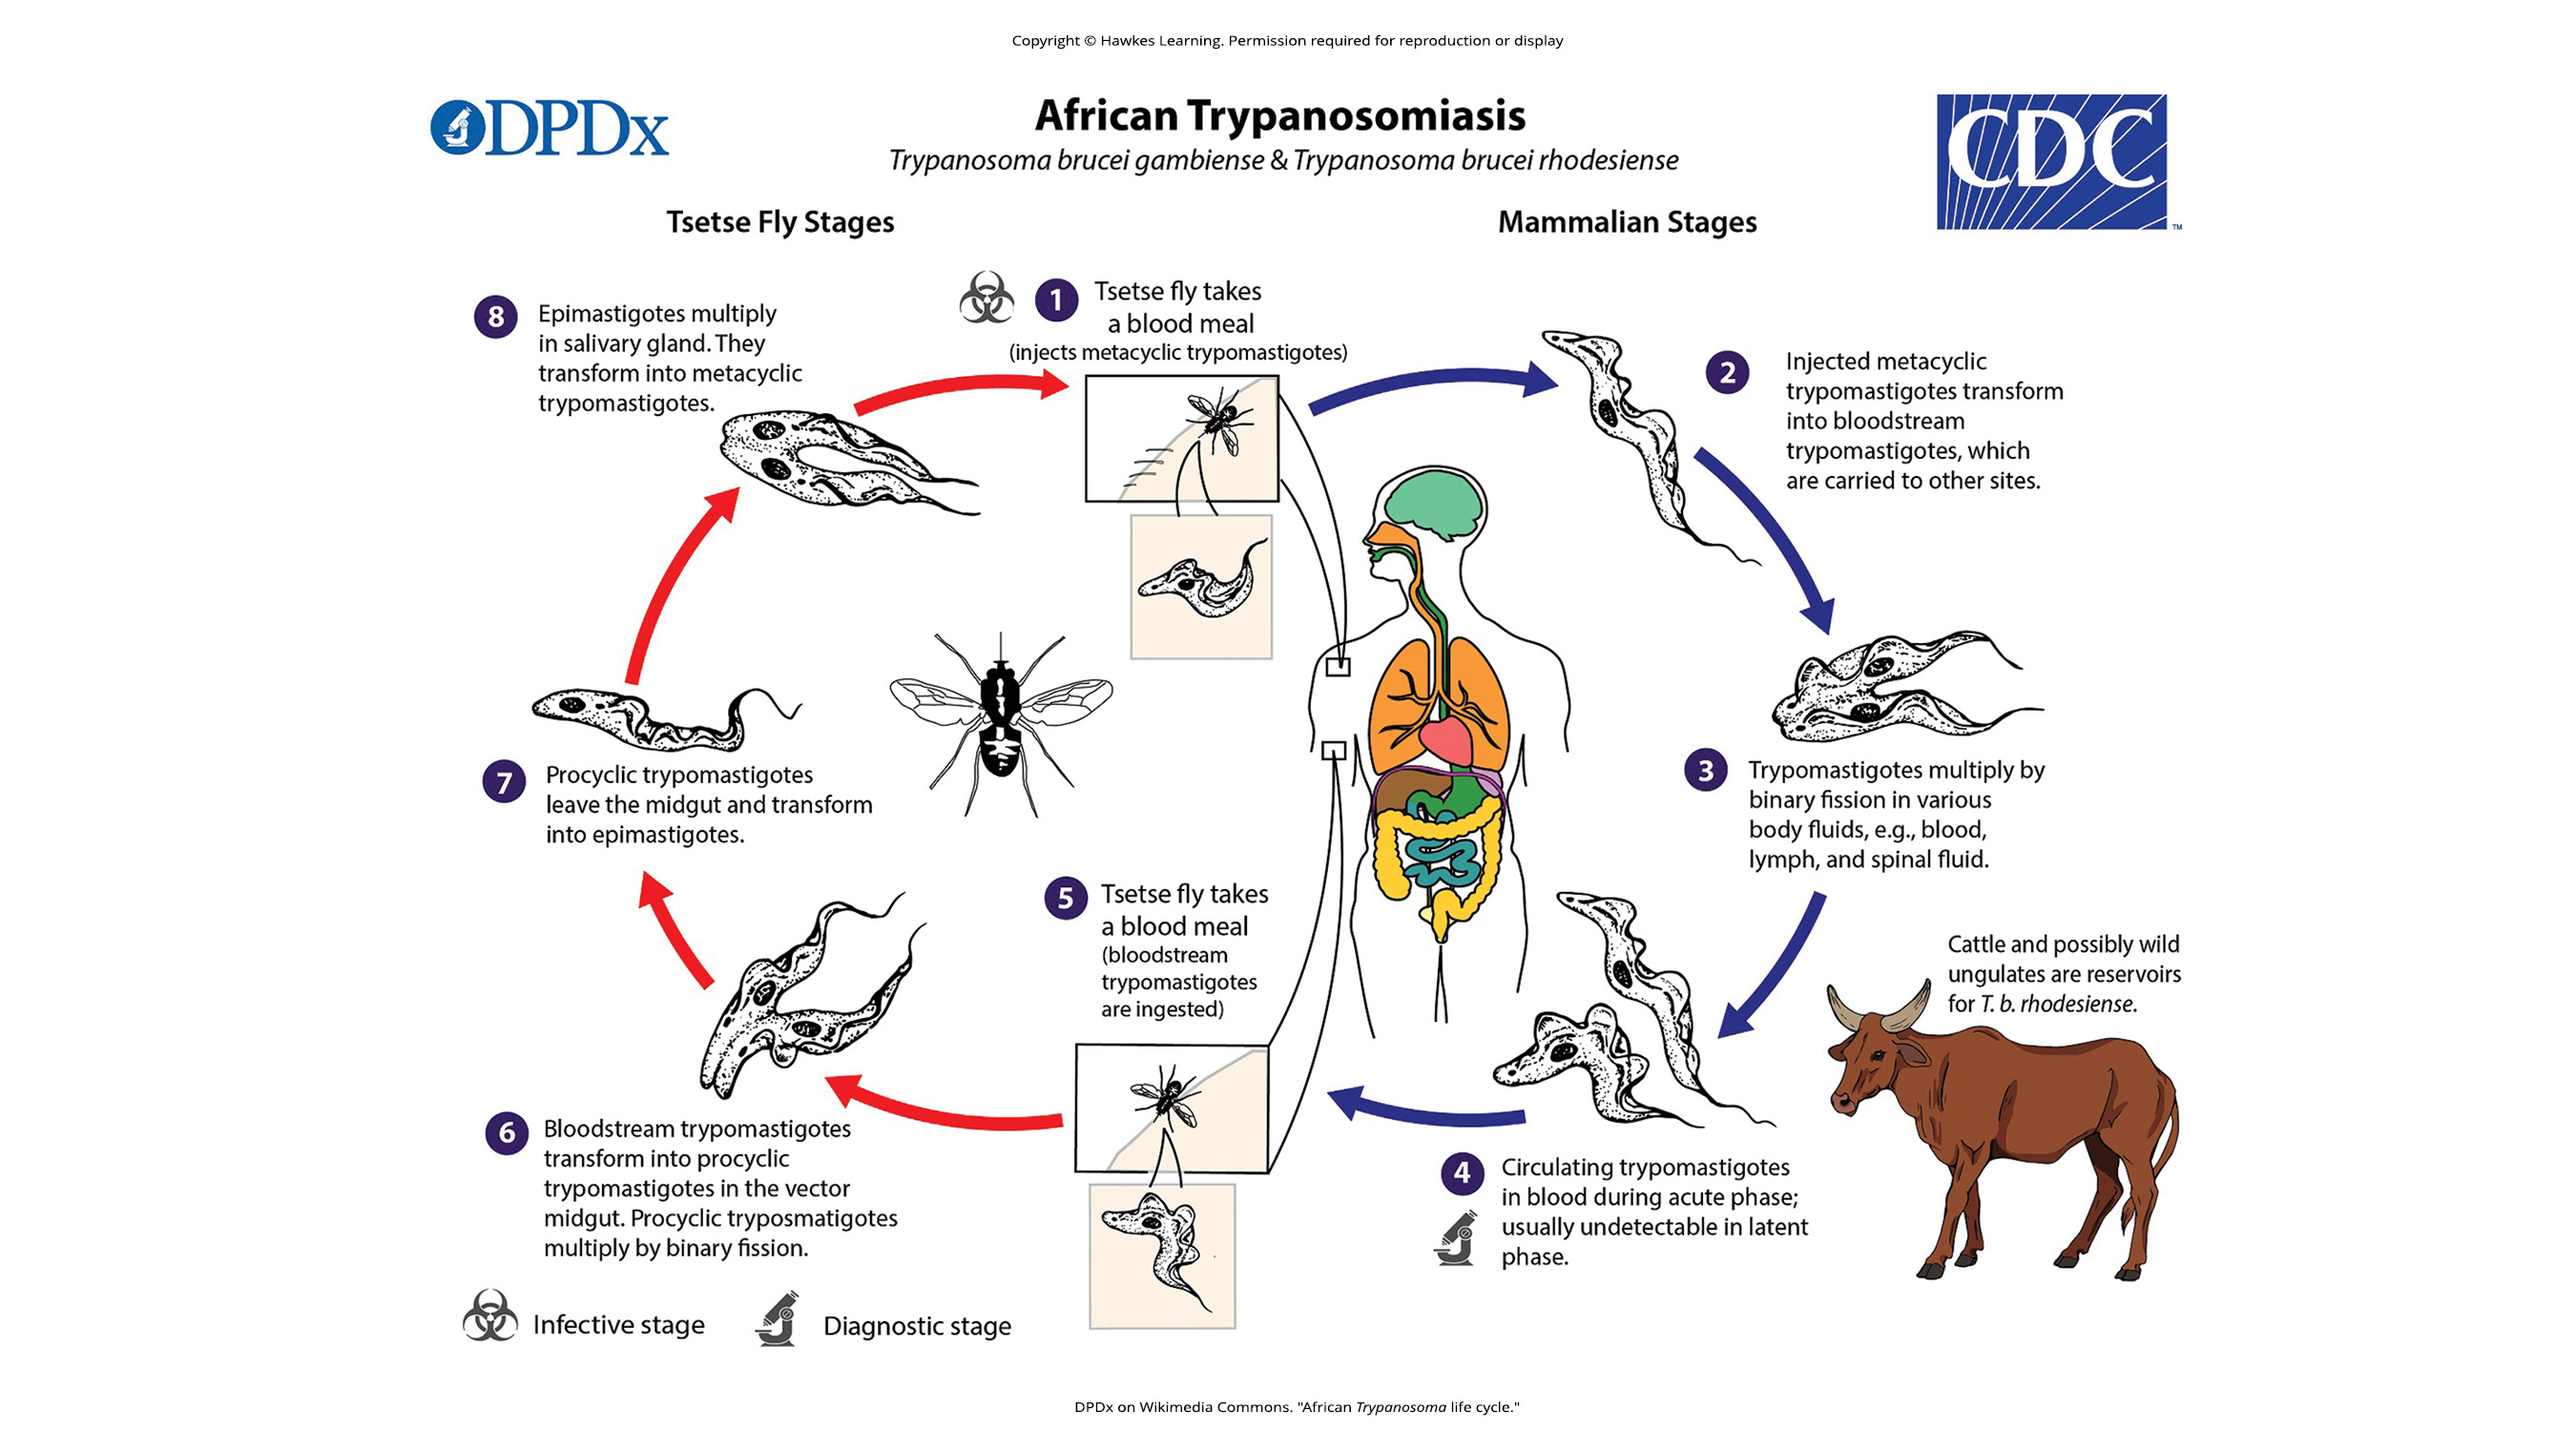 Copyright © Hawkes Learning. Permission required for reproduction or display
DPDx
African Trypanosomiasis
Trypanosoma brucei gambiense & Trypanosoma brucei rhodesiense
CDC
TM
Tsetse Fly Stages
Mammalian Stages
1
Tsetse fly takes
a blood meal
(injects metacyclic trypomastigotes)
2
Injected metacyclic
trypomastigotes transform
into bloodstream
trypomastigotes, which
are carried to other sites.
3
Trypomastigotes multiply by
binary fission in various
body fluids, e.g., blood,
lymph, and spinal fluid.
Cattle and possibly wild
ungulates are reservoirs
for T. b. rhodesiense.
4
Circulating trypomastigotes
in blood during acute phase;
usually undetectable in latent
phase.
5
Tsetse fly takes
a blood meal
(bloodstream
trypomastigotes
are ingested)
6
Bloodstream trypomastigotes
transform into procyclic
trypomastigotes in the vector
midgut. Procyclic tryposmatigotes
multiply by binary fission.
7
Procyclic trypomastigotes
leave the midgut and transform
into epimastigotes.
8
Epimastigotes multiply
in salivary gland. They
transform into metacyclic
trypomastigotes.
Infective stage
Diagnostic stage
DPDx on Wikimedia Commons. "African Trypanosoma life cycle."